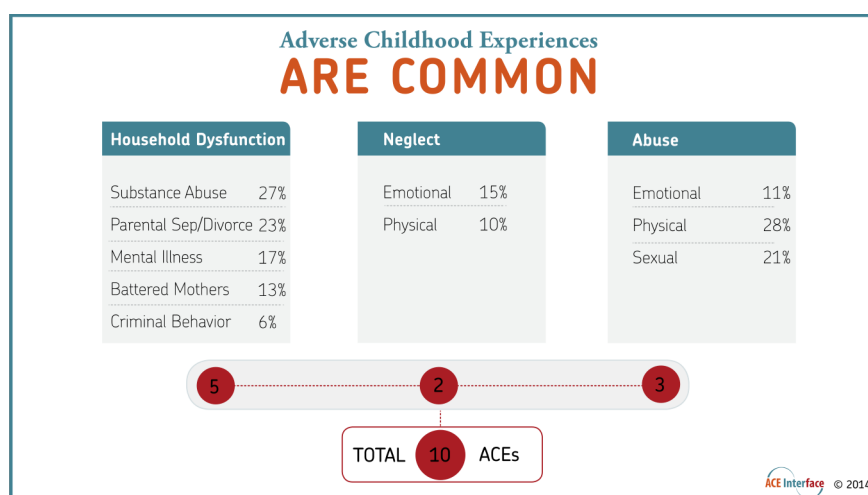 Adverse Childhood Experiences
ARE COMMON
Household Dysfunction
Substance Abuse 27%
Parental Sep/Divorce 23%
Mental Illness 17%
Battered Mothers 13%
Criminal Behavior 6%
Neglect
Emotional 15%
Physical 10%
Abuse
Emotional 11%
Physical 28%
Sexual 21%
5 2 3
TOTAL 10 ACEs
ACE Interface © 2014